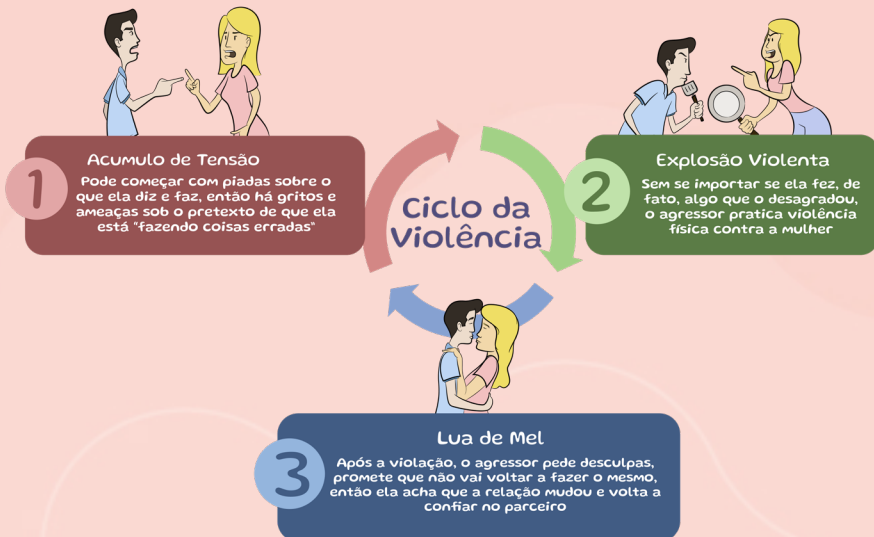 1
Acumulo de Tensão
Pode começar com piadas sobre o
que ela diz e faz, então há gritos e
ameaças sob o pretexto de que ela
está "fazendo coisas erradas"
Ciclo da
Violência
2
Explosão Violenta
Sem se importar se ela fez, de
fato, algo que o desagradou,
o agressor pratica violência
física contra a mulher
3
Lua de Mel
Após a violação, o agressor pede desculpas,
promete que não vai voltar a fazer o mesmo,
então ela acha que a relação mudou e volta a
confiar no parceiro